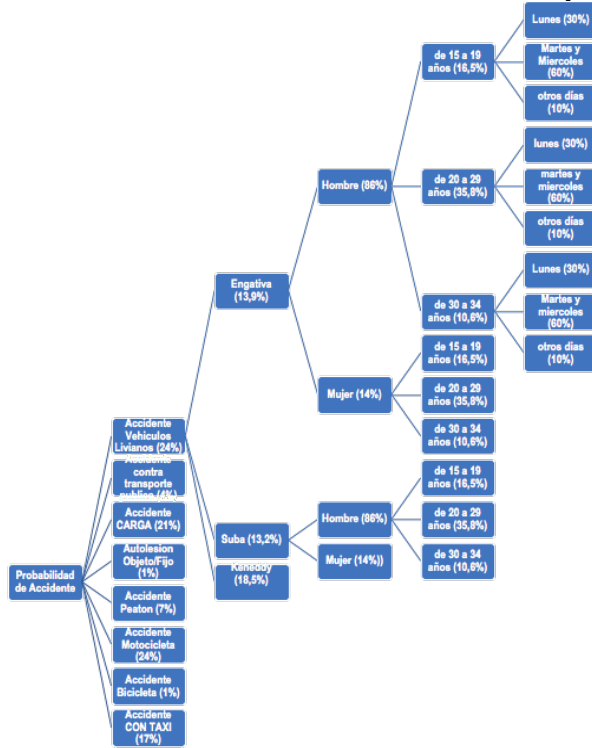 Probabilidad
de Accidente
Accidente
Vehiculos
Livianos (24%)
Accidente
contra
transporte
publico (4%)
Accidente
CARGA (21%)
Autolesion
Objeto/Fijo
(1%)
Accidente
Peaton (7%)
Accidente
Motocicleta
(24%)
Accidente
Bicicleta (1%)
Accidente
CON TAXI
(17%)
Engativa
(13,9%)
Suba (13,2%)
Keneddy
(18,5%)
Hombre (86%)
Mujer (14%)
Hombre (86%)
Mujer (14%))
de 15 a 19
años (16,5%)
de 20 a 29
años (35,8%)
de 30 a 34
años (10,6%)
de 15 a 19
años (16,5%)
de 20 a 29
años (35,8%)
de 30 a 34
años (10,6%)
de 15 a 19
años (16,5%)
de 20 a 29
años (35,8%)
de 30 a 34
años (10,6%)
Lunes (30%)
Martes y
Miercoles
(60%)
otros días
(10%)
lunes (30%)
martes y
miercoles
(60%)
otros días
(10%)
Lunes (30%)
Martes y
miercoles
(60%)
otros dias
(10%)